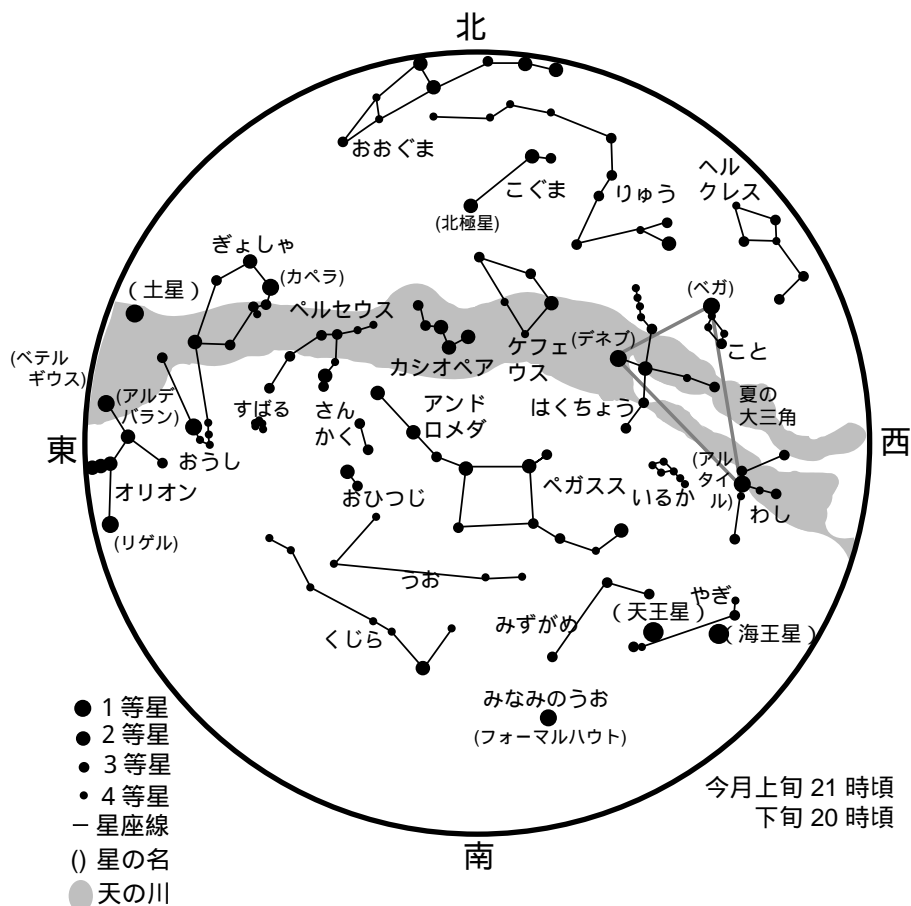 北
おおぐま
こぐま
(北極星)
りゅう
ヘル
クレス
ぎょしゃ
(カペラ)
(土星)
ペルセウス
カシオペア
ケフェ
ウス
(デネブ)
(ベガ)
こと
(ベテル
ギウス)
(アルデ
バラン)
すばる
さん
かく
アンド
ロメダ
はくちょう
夏の
大三角
東
西
おうし
オリオン
(リゲル)
おひつじ
ペガスス
いるか
(アル
タイ
ル)
わし
うお
くじら
みずがめ
(天王星)
やぎ
(海王星)
みなみのうお
(フォーマルハウト)
1等星
2等星
3等星
4等星
星座線
() 星の名
天の川
今月上旬 21 時頃
下旬 20 時頃
南